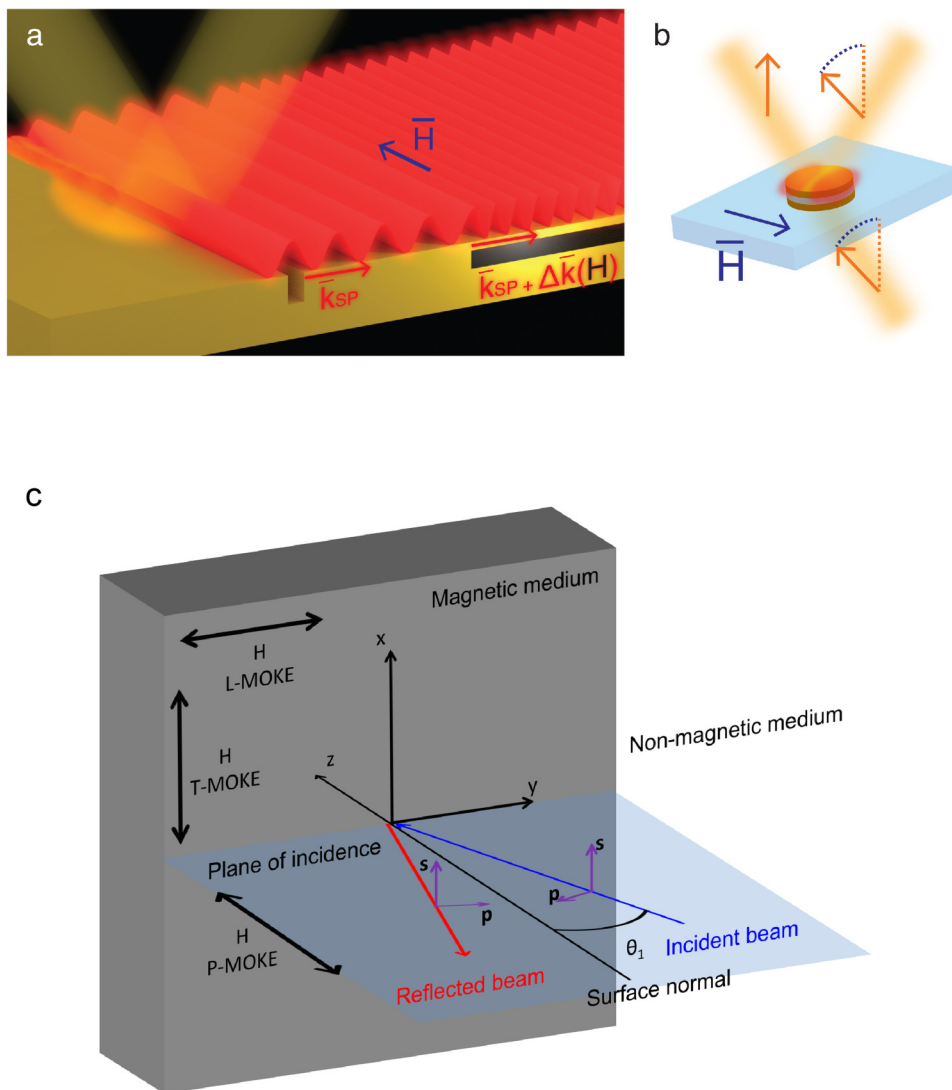 a
H
k̄SP
k̄SP + Δk̄(H)
b
H
c
Magnetic medium
H
L-MOKE
x
Non-magnetic medium
H
T-MOKE
z
y
Plane of incidence
s
s
p
p
H
P-MOKE
θ1
Incident beam
Reflected beam
Surface normal